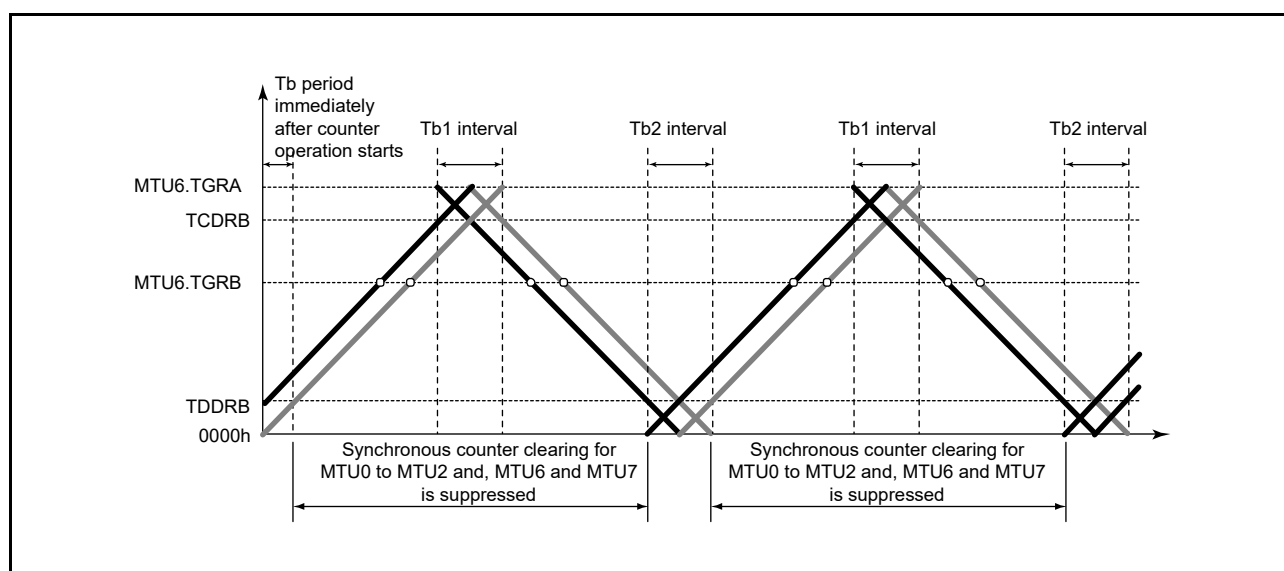 Tb period
immediately
after counter
operation starts
Tb1 interval
Tb2 interval
Tb1 interval
Tb2 interval
MTU6.TGRA
TCDRB
MTU6.TGRB
TDDRB
0000h
Synchronous counter clearing for
MTU0 to MTU2 and, MTU6 and MTU7
is suppressed
Synchronous counter clearing for
MTU0 to MTU2 and, MTU6 and MTU7
is suppressed